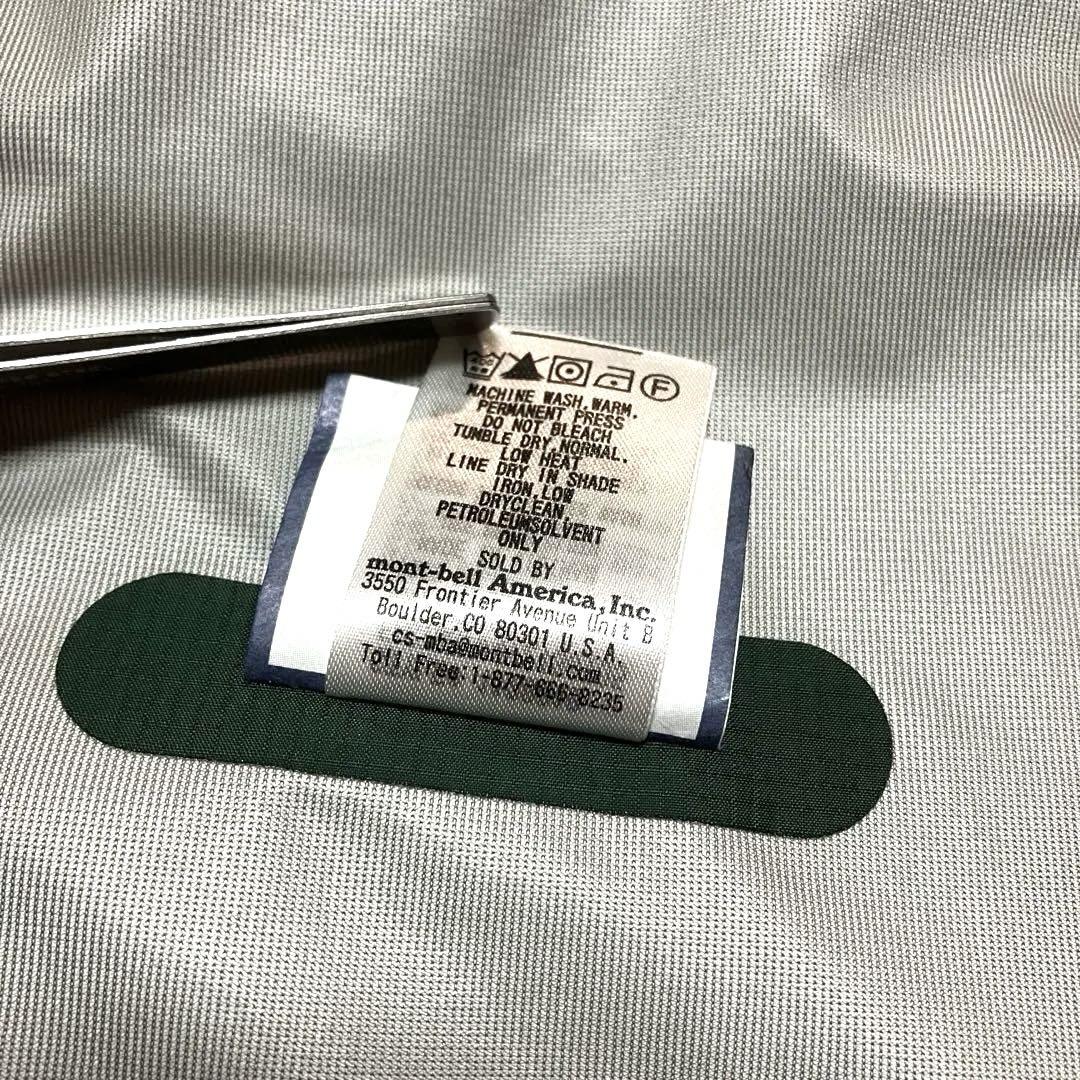 MACHINE WASH,WARM.
PERMANENT PRESS
DO NOT BLEACH
TUMBLE DRY,NORMAL.
LOW HEAT
LINE DRY IN SHADE
IRON,LOW
DRYCLEAN,
PETROLEUMSOLVENT
ONLY
SOLD BY
mont-bell America, Inc.
3550 Frontier Avenue Unit B
Boulder,CO 80301 U.S.A.
cs-mba@montbell.com
Toll Free:1-877-666-8235